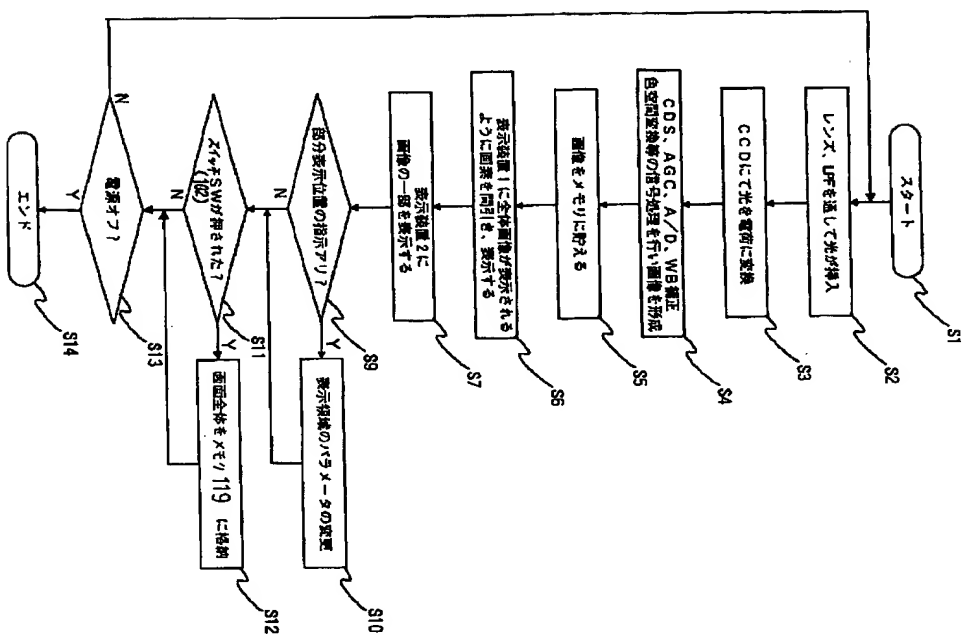 スタート
S1
レンズ、LPFを通して光が挿入
S2
CCDにて光を電荷に変換
S3
CDS、AGC、A/D、WB補正
色空間変換等の信号処理を行い画像を形成
S4
画像をメモリに貯える
S5
表示装置1に全体画像が表示される
ように画素を間引き、表示する
S6
表示装置2に
画像の一部を表示する
S7
部分表示位置の指示アリ?
S9
Y
N
表示領域のパラメータの変更
S10
スイッチSWが押された?
(102)
S11
Y
N
画面全体をメモリ119に格納
S12
電源オフ?
S13
N
Y
エンド
S14